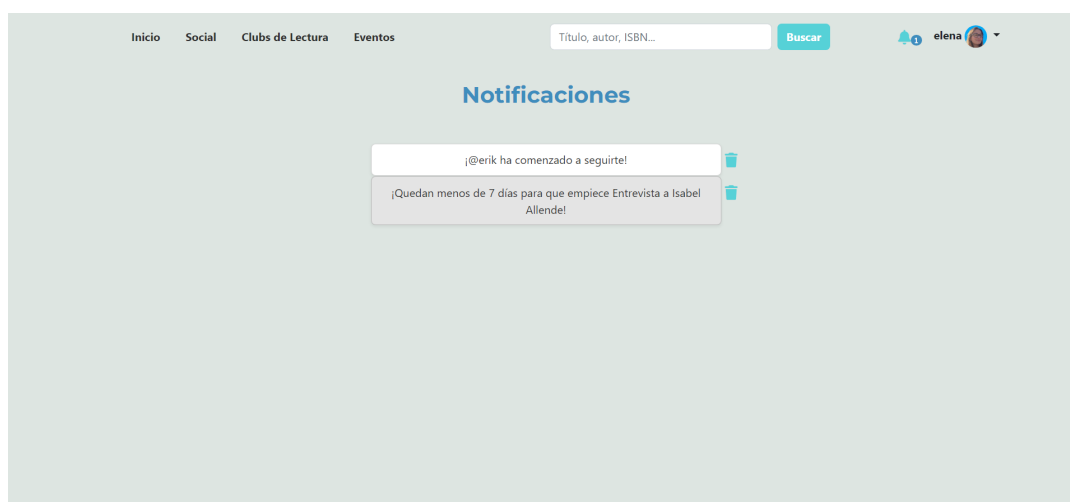 Inicio Social Clubs de Lectura Eventos Título, autor, ISBN... Buscar 1 elena
Notificaciones
¡@erik ha comenzado a seguirte!
¡Quedan menos de 7 días para que empiece Entrevista a Isabel
Allende!